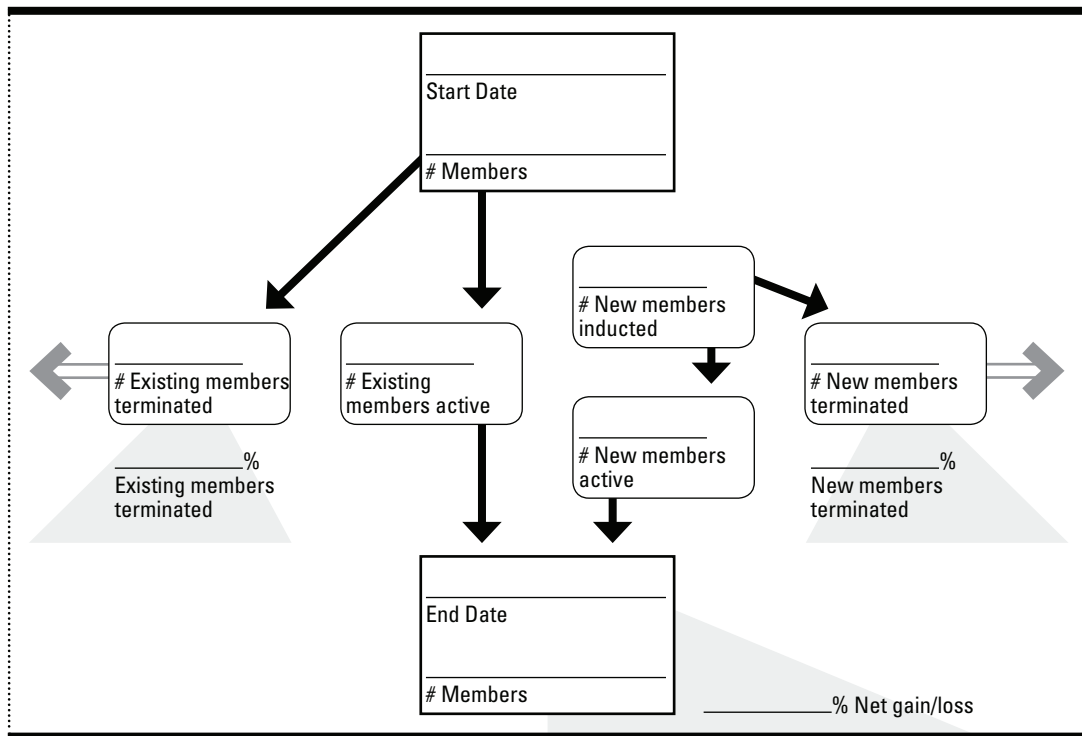 Start Date
# Members
# New members
inducted
# Existing members
terminated
# Existing
members active
# New members
terminated
# New members
active
%
Existing members
terminated
%
New members
terminated
End Date
# Members
% Net gain/loss